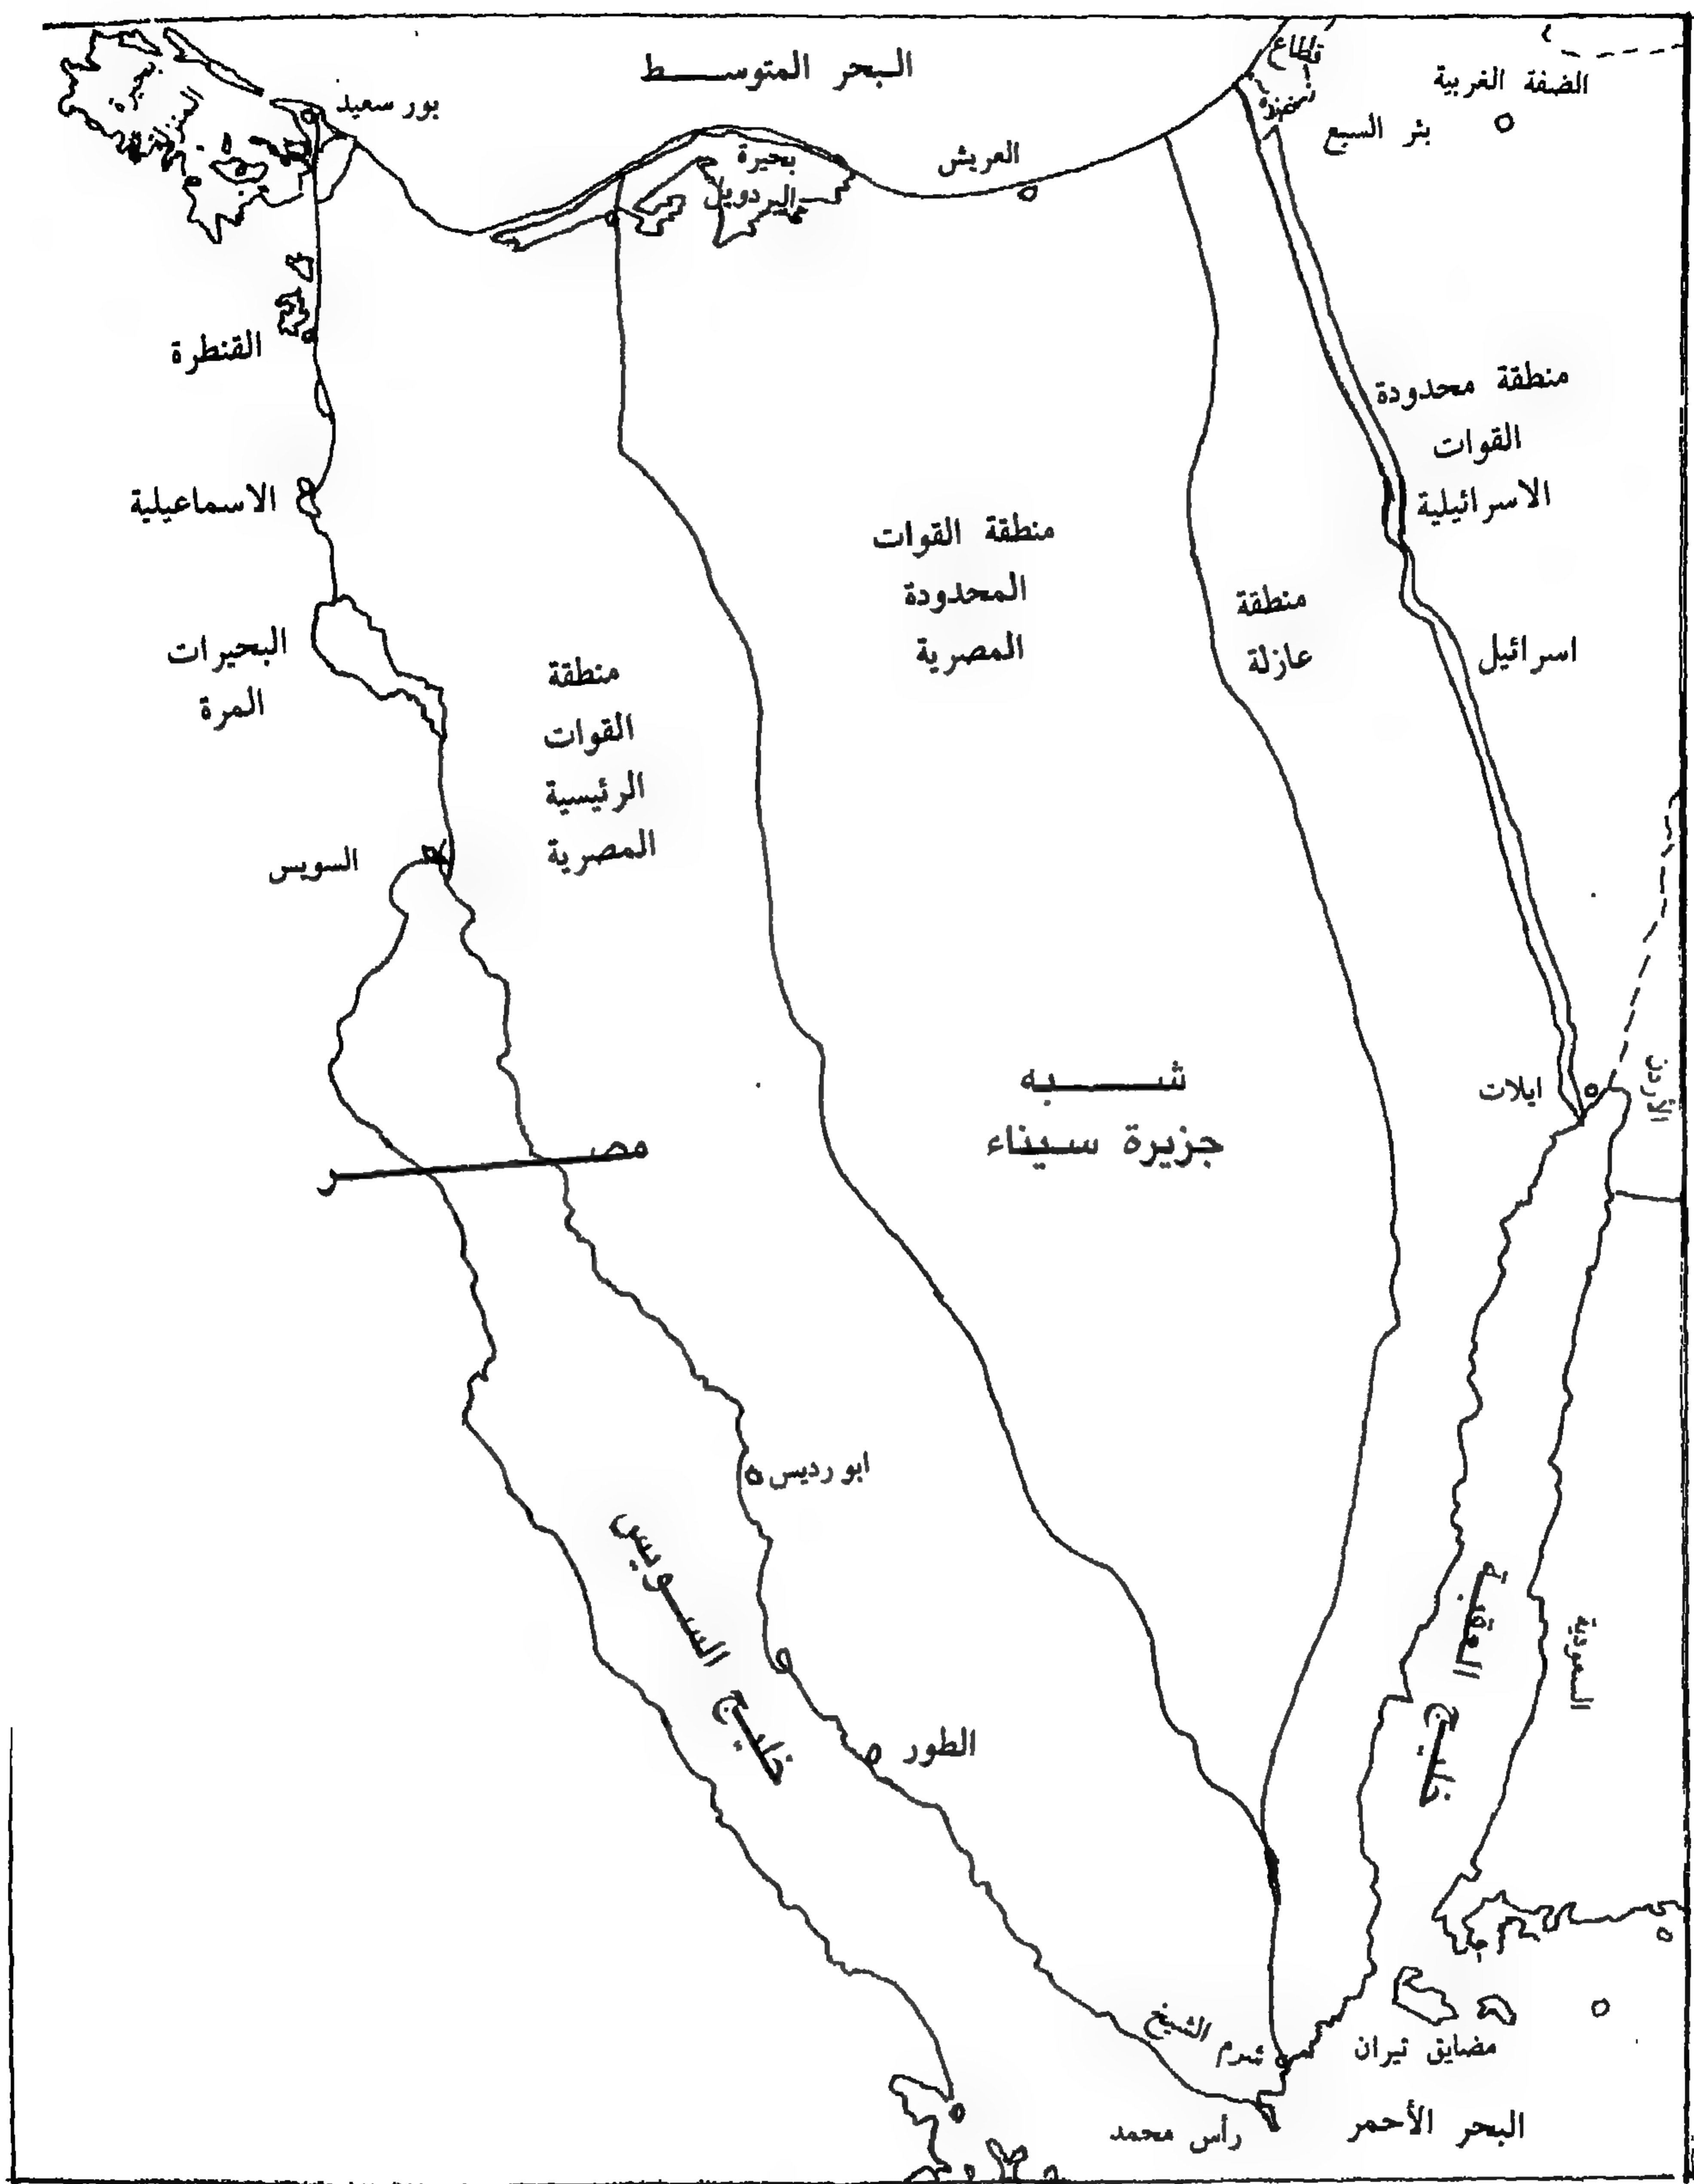 البحر المتوسط
قطاع
غزة
الضفة الغربية
بئر السبع
بور سعيد
العريش
بحيرة
البردويل
القنطرة
منطقة محدودة
القوات
الاسرائيلية
الاسماعيلية
منطقة القوات
المحدودة
المصرية
منطقة
عازلة
اسرائيل
البحيرات
المرة
منطقة
القوات
الرئيسية
المصرية
السويس
شبه
جزيرة سيناء
ايلات
الأردن
مصر
ابو رديس
خليج السويس
خليج العقبة
السعودية
الطور
شرم الشيخ
مضايق تيران
رأس محمد
البحر الأحمر